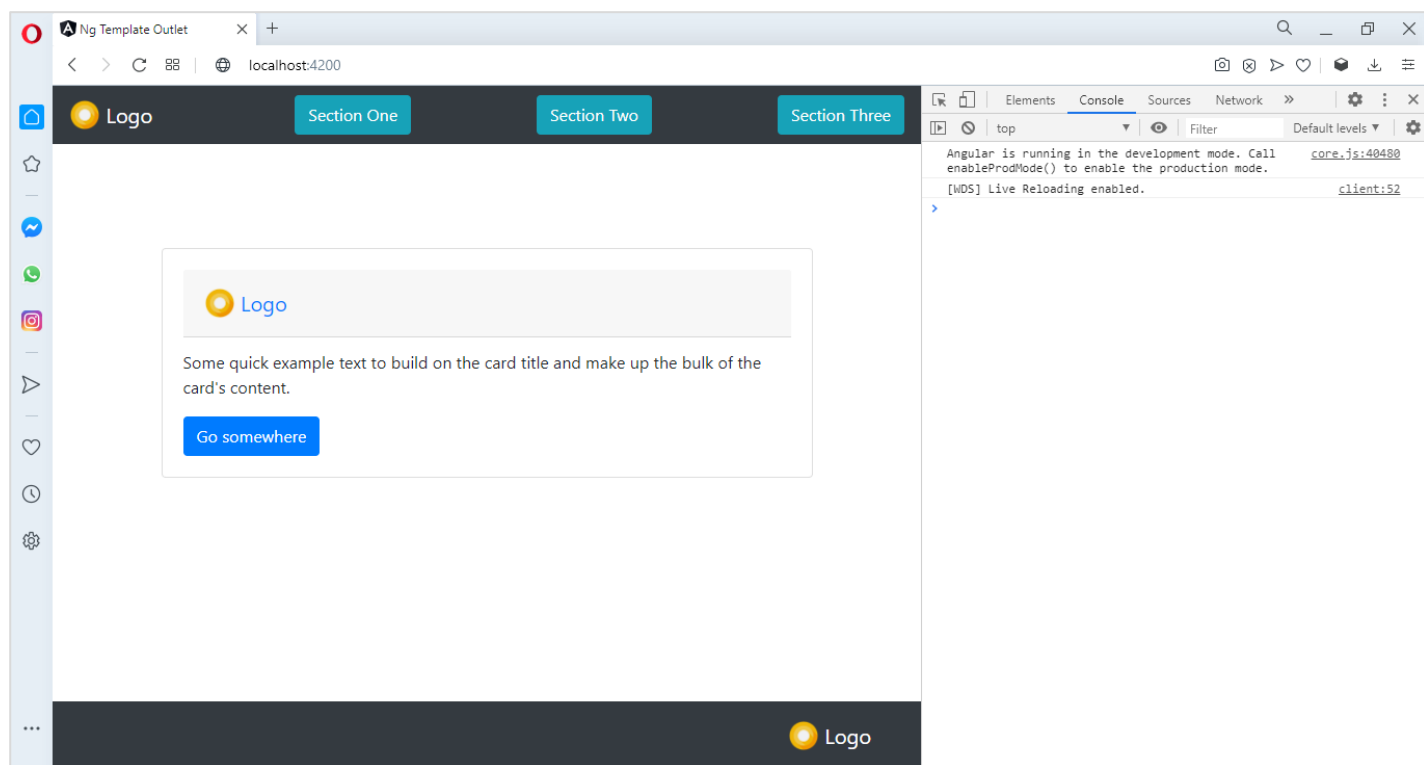 Ng Template Outlet
localhost:4200
Logo
Section One
Section Two
Section Three
Elements Console Sources Network
top Filter Default levels
Angular is running in the development mode. Call core.js:40480
enableProdMode() to enable the production mode.
[WDS] Live Reloading enabled. client:52
Logo
Some quick example text to build on the card title and make up the bulk of the
card's content.
Go somewhere
Logo